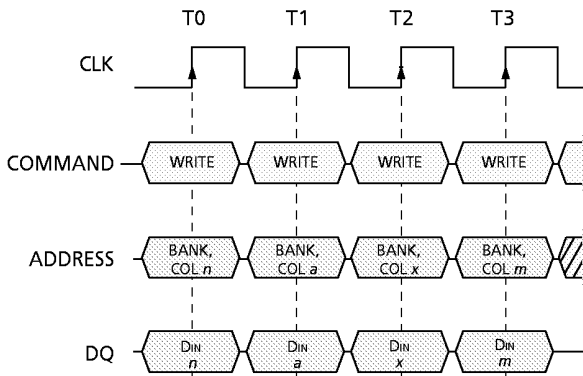 T0 T1 T2 T3
CLK
COMMAND WRITE WRITE WRITE WRITE
BANK, BANK, BANK, BANK,
ADDRESS COL n COL a COL x COL m
DIN DIN DIN DIN
DQ n a x m